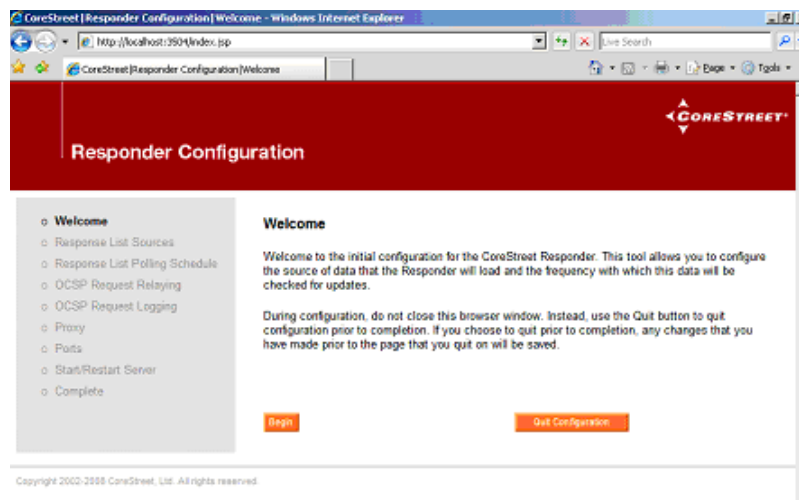 CoreStreet | Responder Configuration | Welcome - Windows Internet Explorer
http://localhost:3504/index.jsp
Live Search
CoreStreet|Responder Configuration|Welcome
Page
Tools
CORESTREET
Responder Configuration
Welcome
Response List Sources
Response List Polling Schedule
OCSP Request Relaying
OCSP Request Logging
Proxy
Ports
Start/Restart Server
Complete
Welcome
Welcome to the initial configuration for the CoreStreet Responder. This tool allows you to configure
the source of data that the Responder will load and the frequency with which this data will be
checked for updates.
During configuration, do not close this browser window. Instead, use the Quit button to quit
configuration prior to completion. If you choose to quit prior to completion, any changes that you
have made prior to the page that you quit on will be saved.
Begin
Quit Configuration
Copyright 2002-2008 CoreStreet, Ltd. All rights reserved.